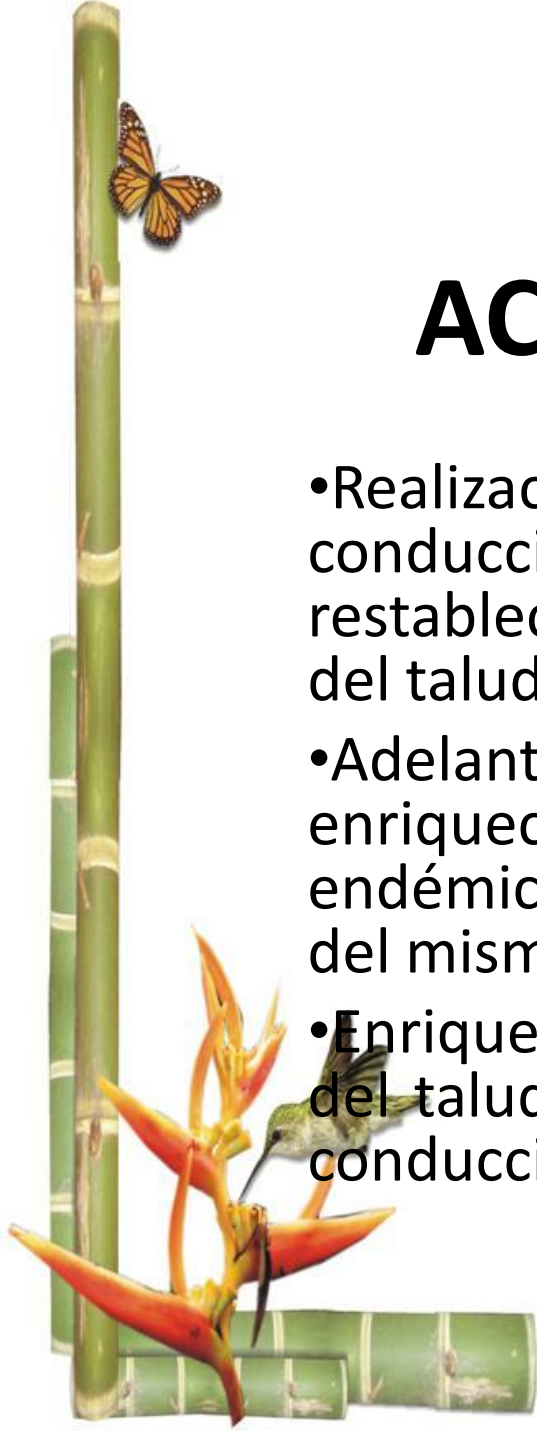 AC
•Realizac
conducci
restablec
del talud
•Adelant
enriquec
endémic
del mism
•Enrique
del talud
conducci